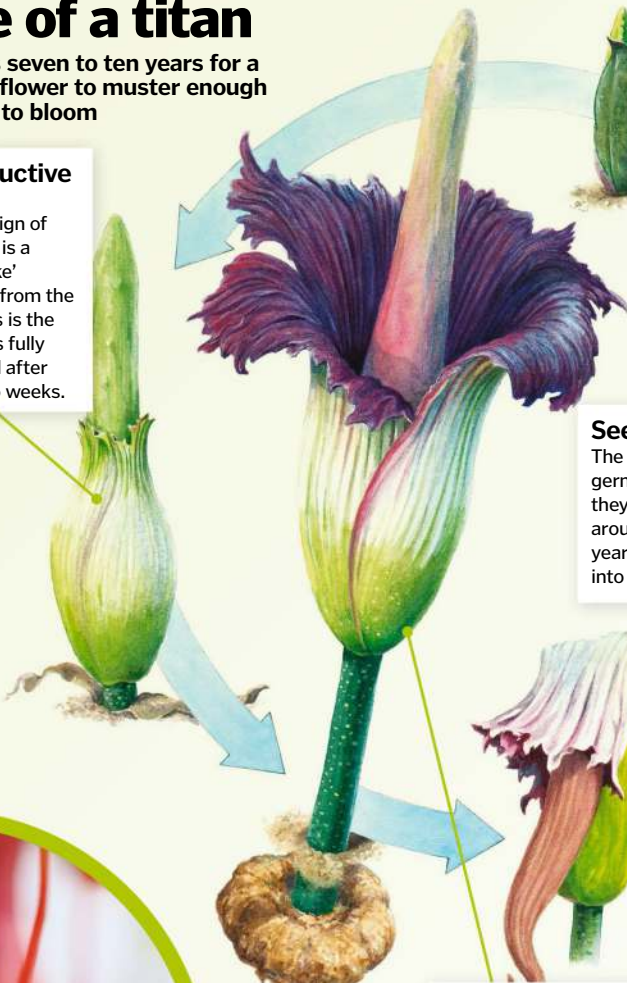 e of a titan
s seven to ten years for a
flower to muster enough
to bloom
uctive
ign of
is a
ke'
from the
s is the
s fully
l after
o weeks.
See
The
germ
they
arou
year
into